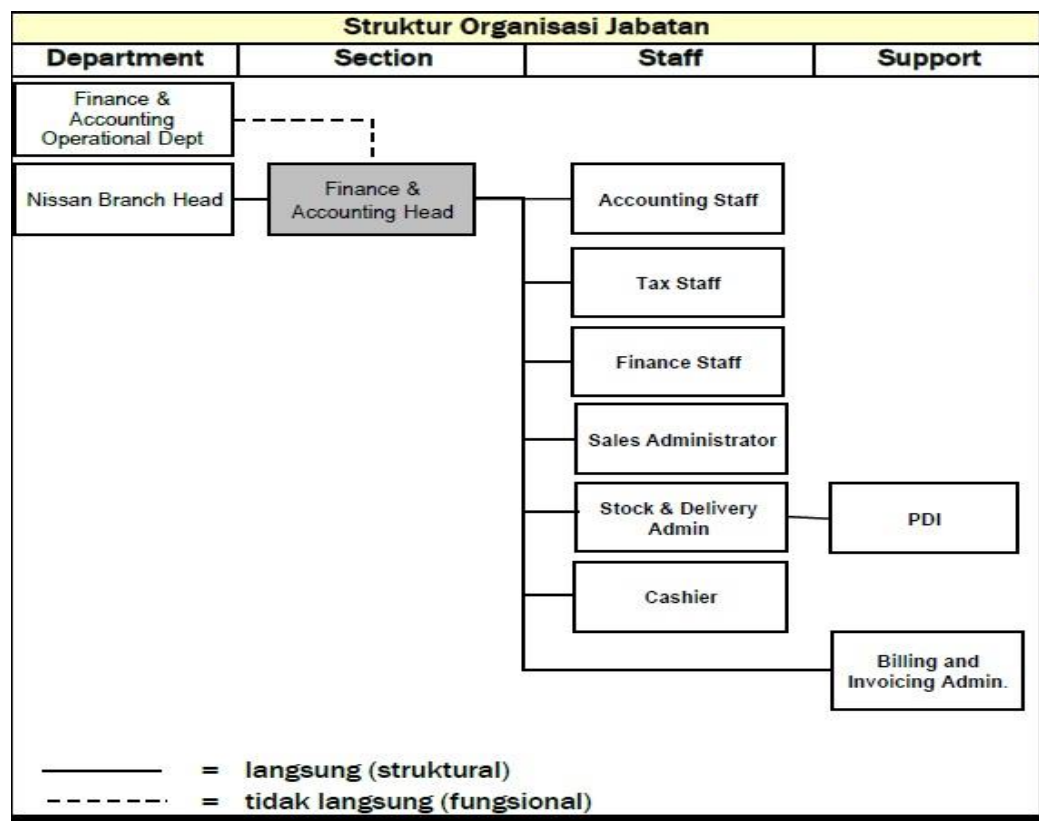 Struktur Organisasi Jabatan
Department
Section
Staff
Support
Finance &
Accounting
Operational Dept
Nissan Branch Head
Finance &
Accounting Head
Accounting Staff
Tax Staff
Finance Staff
Sales Administrator
Stock & Delivery
Admin
PDI
Cashier
Billing and
Invoicing Admin.
= langsung (struktural)
= tidak langsung (fungsional)